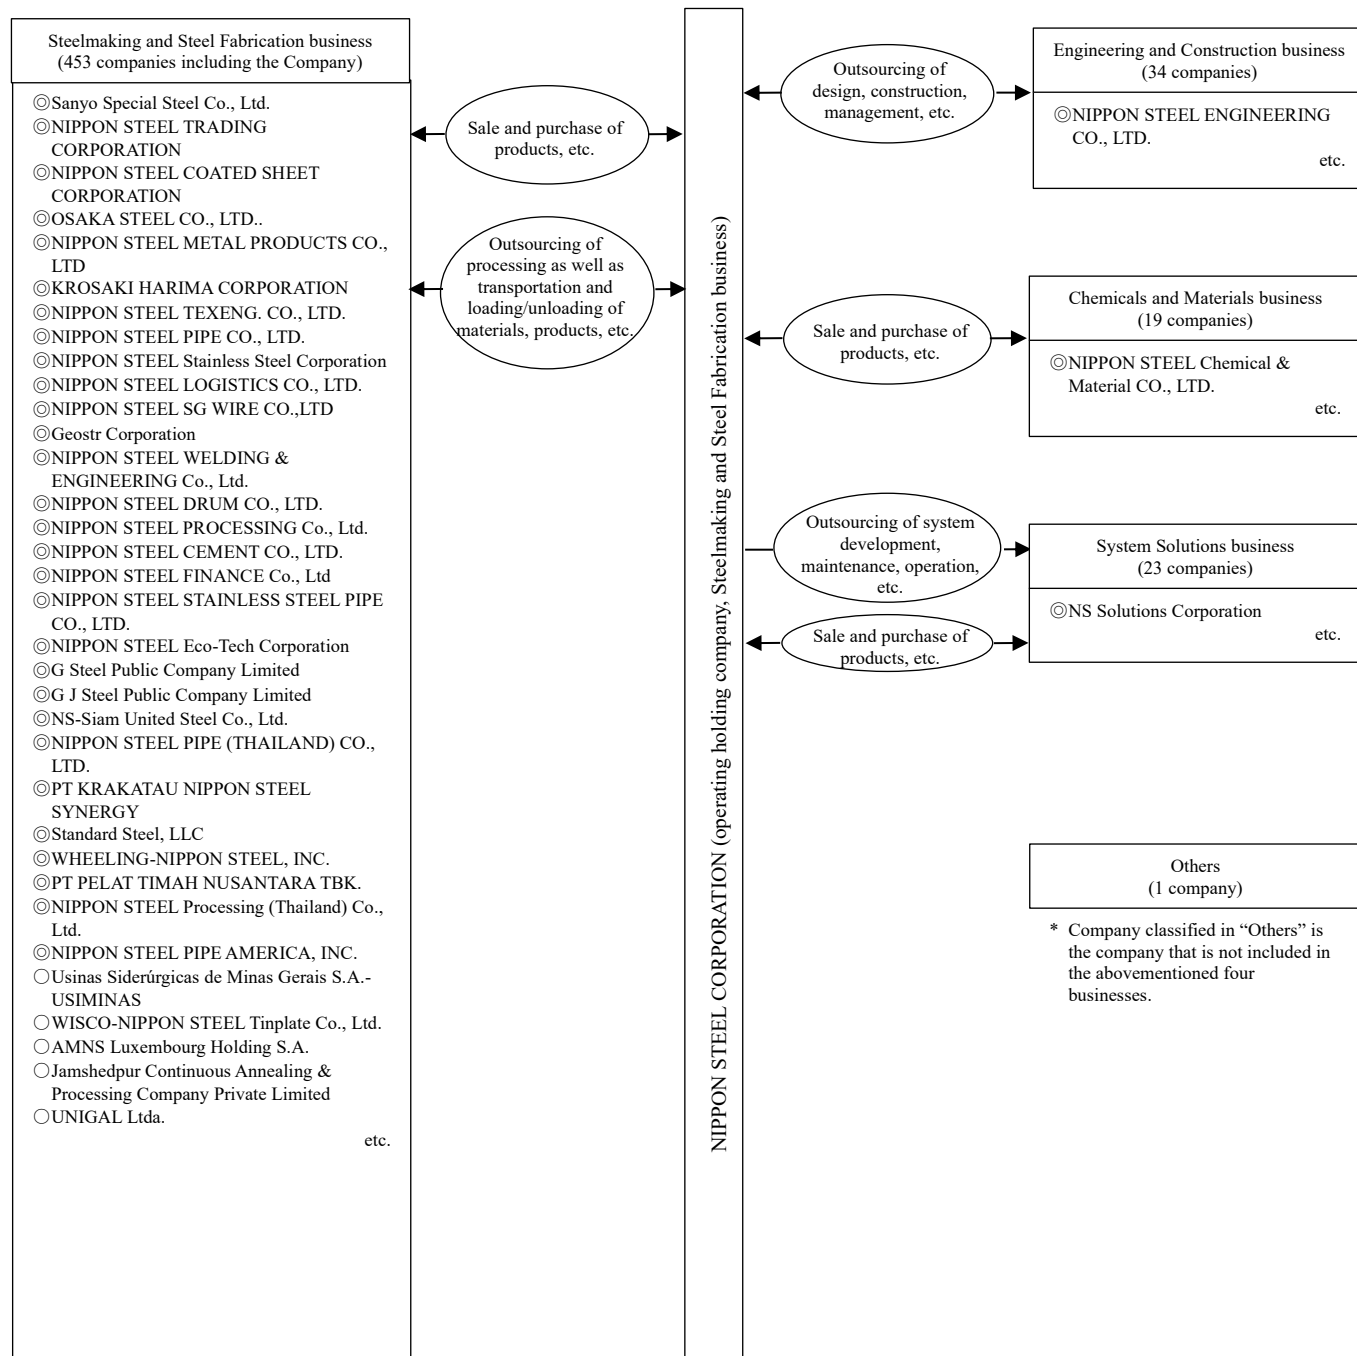 Steelmaking and Steel Fabrication business
(453 companies including the Company)
◎Sanyo Special Steel Co., Ltd.
◎NIPPON STEEL TRADING
CORPORATION
◎NIPPON STEEL COATED SHEET
CORPORATION
◎OSAKA STEEL CO., LTD..
◎NIPPON STEEL METAL PRODUCTS CO.,
LTD
◎KROSAKI HARIMA CORPORATION
◎NIPPON STEEL TEXENG. CO., LTD.
◎NIPPON STEEL PIPE CO., LTD.
◎NIPPON STEEL Stainless Steel Corporation
◎NIPPON STEEL LOGISTICS CO., LTD.
◎NIPPON STEEL SG WIRE CO.,LTD
◎Geostr Corporation
◎NIPPON STEEL WELDING &
ENGINEERING Co., Ltd.
◎NIPPON STEEL DRUM CO., LTD.
◎NIPPON STEEL PROCESSING Co., Ltd.
◎NIPPON STEEL CEMENT CO., LTD.
◎NIPPON STEEL FINANCE Co., Ltd
◎NIPPON STEEL STAINLESS STEEL PIPE
CO., LTD.
◎NIPPON STEEL Eco-Tech Corporation
◎G Steel Public Company Limited
◎G J Steel Public Company Limited
◎NS-Siam United Steel Co., Ltd.
◎NIPPON STEEL PIPE (THAILAND) CO.,
LTD.
◎PT KRAKATAU NIPPON STEEL
SYNERGY
◎Standard Steel, LLC
◎WHEELING-NIPPON STEEL, INC.
◎PT PELAT TIMAH NUSANTARA TBK.
◎NIPPON STEEL Processing (Thailand) Co.,
Ltd.
◎NIPPON STEEL PIPE AMERICA, INC.
○Usinas Siderúrgicas de Minas Gerais S.A.-
USIMINAS
○WISCO-NIPPON STEEL Tinplate Co., Ltd.
○AMNS Luxembourg Holding S.A.
○Jamshedpur Continuous Annealing &
Processing Company Private Limited
○UNIGAL Ltda.
etc.
Sale and purchase of
products, etc.
Outsourcing of
processing as well as
transportation and
loading/unloading of
materials, products, etc.
NIPPON STEEL CORPORATION (operating holding company, Steelmaking and Steel Fabrication business)
Outsourcing of
design, construction,
management, etc.
Engineering and Construction business
(34 companies)
◎NIPPON STEEL ENGINEERING
CO., LTD.
etc.
Sale and purchase of
products, etc.
Chemicals and Materials business
(19 companies)
◎NIPPON STEEL Chemical &
Material CO., LTD.
etc.
Outsourcing of system
development,
maintenance, operation,
etc.
Sale and purchase of
products, etc.
System Solutions business
(23 companies)
◎NS Solutions Corporation
etc.
Others
(1 company)
* Company classified in “Others” is
the company that is not included in
the abovementioned four
businesses.